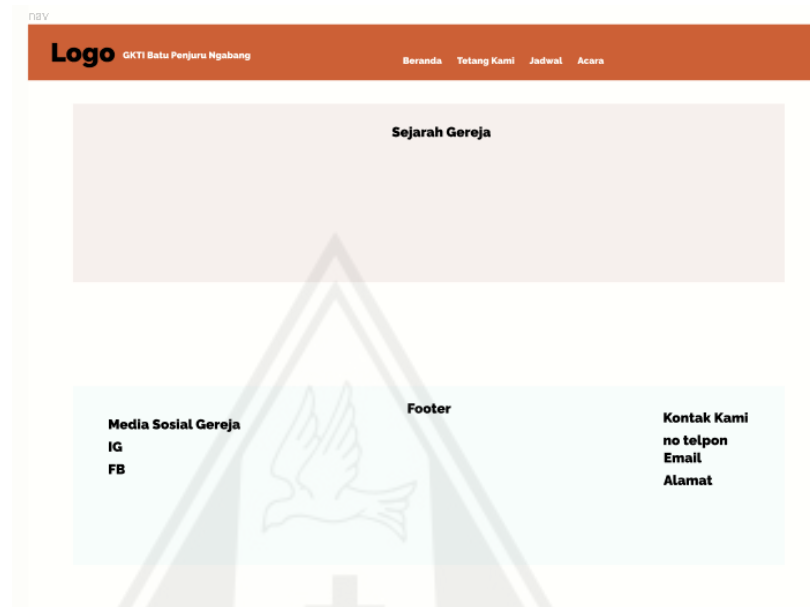 nav
Logo GKTI Batu Penjuru Ngabang
Beranda Tetang Kami Jadwal Acara
Sejarah Gereja
Footer
Media Sosial Gereja
IG
FB
Kontak Kami
no telpon
Email
Alamat